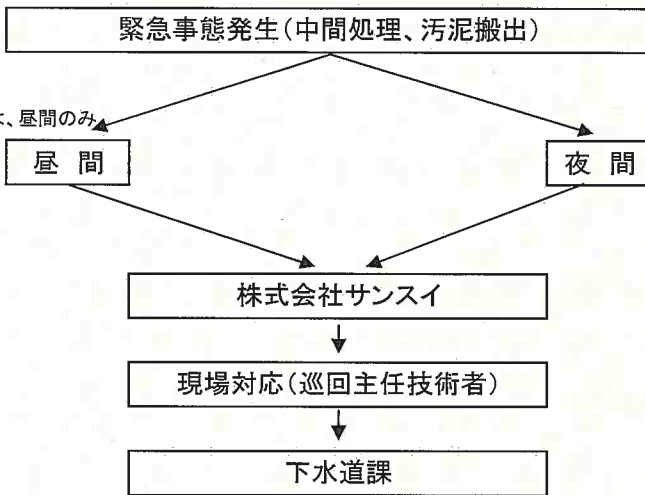 緊急事態発生（中間処理、汚泥搬出）
、昼間のみ
昼 間
夜 間
株式会社サンスイ
現場対応（巡回主任技術者）
下水道課